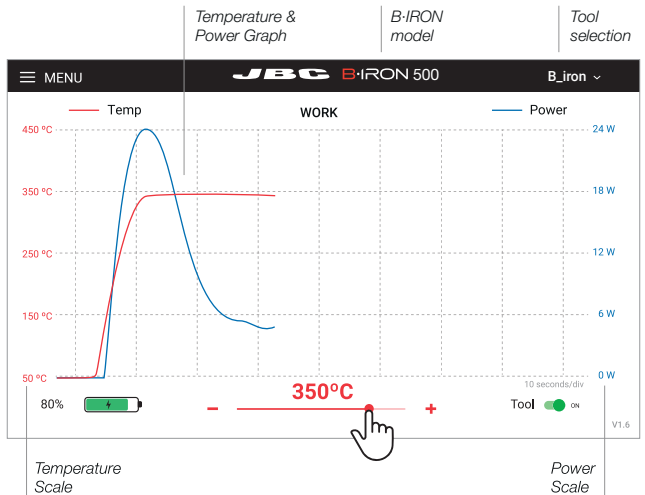 Temperature &
Power Graph
B·IRON
model
Tool
selection
MENU
JBC B·IRON 500
B_iron
Temp
WORK
Power
450 ºC
24 W
350 ºC
18 W
250 ºC
12 W
150 ºC
6 W
50 ºC
0 W
10 seconds/div
80%
350ºC
Tool
ON
V1.6
Temperature
Scale
Power
Scale